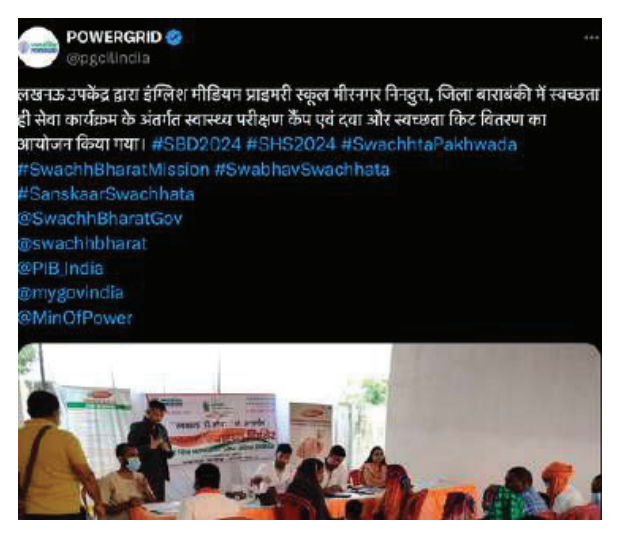 POWERGRID
@pgcilindia
लखनऊ उपकेंद्र द्वारा इंग्लिश मीडियम प्राइमरी स्कूल मीरनगर निनदुरा, जिला बाराबंकी में स्वच्छता
ही सेवा कार्यक्रम के अंतर्गत स्वास्थ्य परीक्षण कैंप एवं दवा और स्वच्छता किट वितरण का
आयोजन किया गया। #SBD2024 #SHS2024 #SwachhtaPakhwada
#SwachhBharatMission #SwabhavSwachhata
#SanskaarSwachhata
@SwachhBharatGov
@swachhbharat
@PIB_India
@mygovindia
@MinOfPower